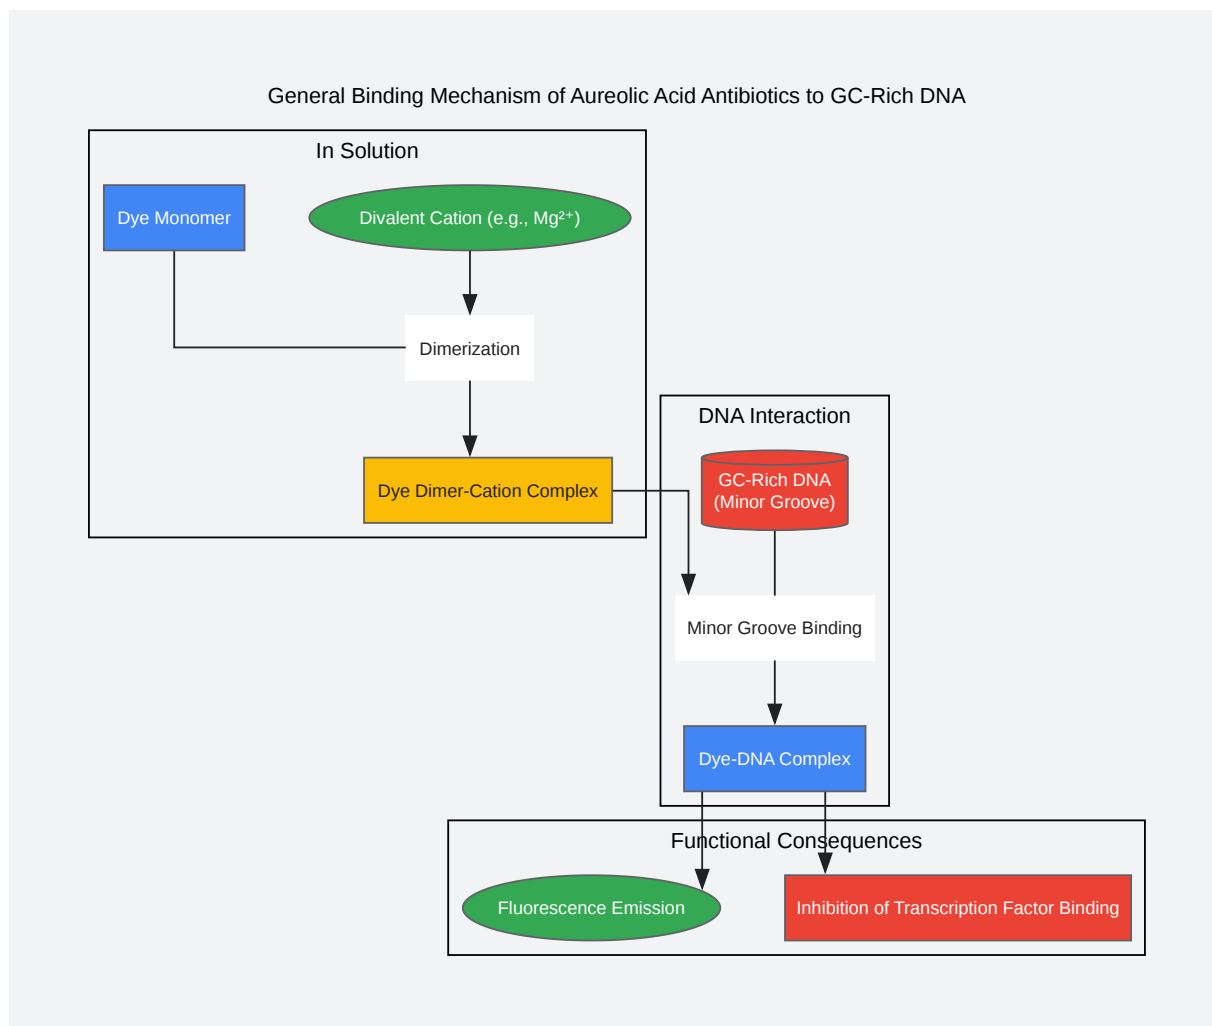 General Binding Mechanism of Aureolic Acid Antibiotics to GC-Rich DNA
In Solution
Dye Monomer
Divalent Cation (e.g., Mg²⁺)
Dimerization
Dye Dimer-Cation Complex
DNA Interaction
GC-Rich DNA
(Minor Groove)
Minor Groove Binding
Dye-DNA Complex
Functional Consequences
Fluorescence Emission
Inhibition of Transcription Factor Binding